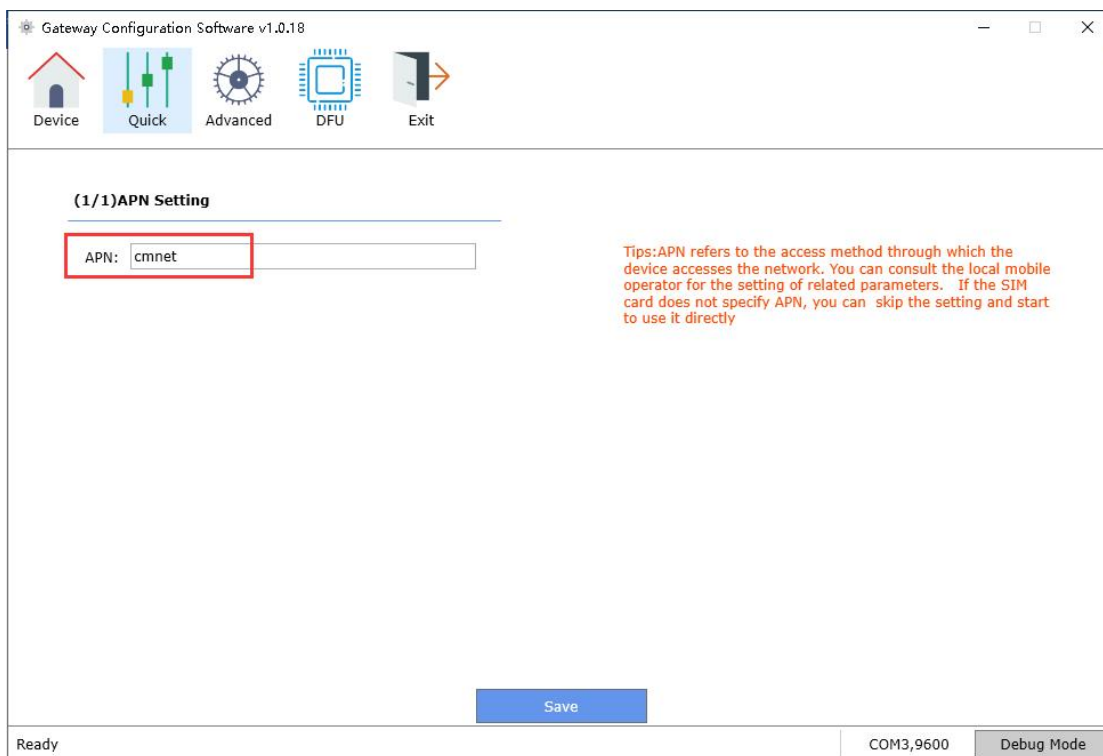 Gateway Configuration Software v1.0.18
Device Quick Advanced DFU Exit
(1/1)APN Setting
APN: cmnet
Tips:APN refers to the access method through which the
device accesses the network. You can consult the local mobile
operator for the setting of related parameters. If the SIM
card does not specify APN, you can skip the setting and start
to use it directly
Save
Ready COM3,9600 Debug Mode